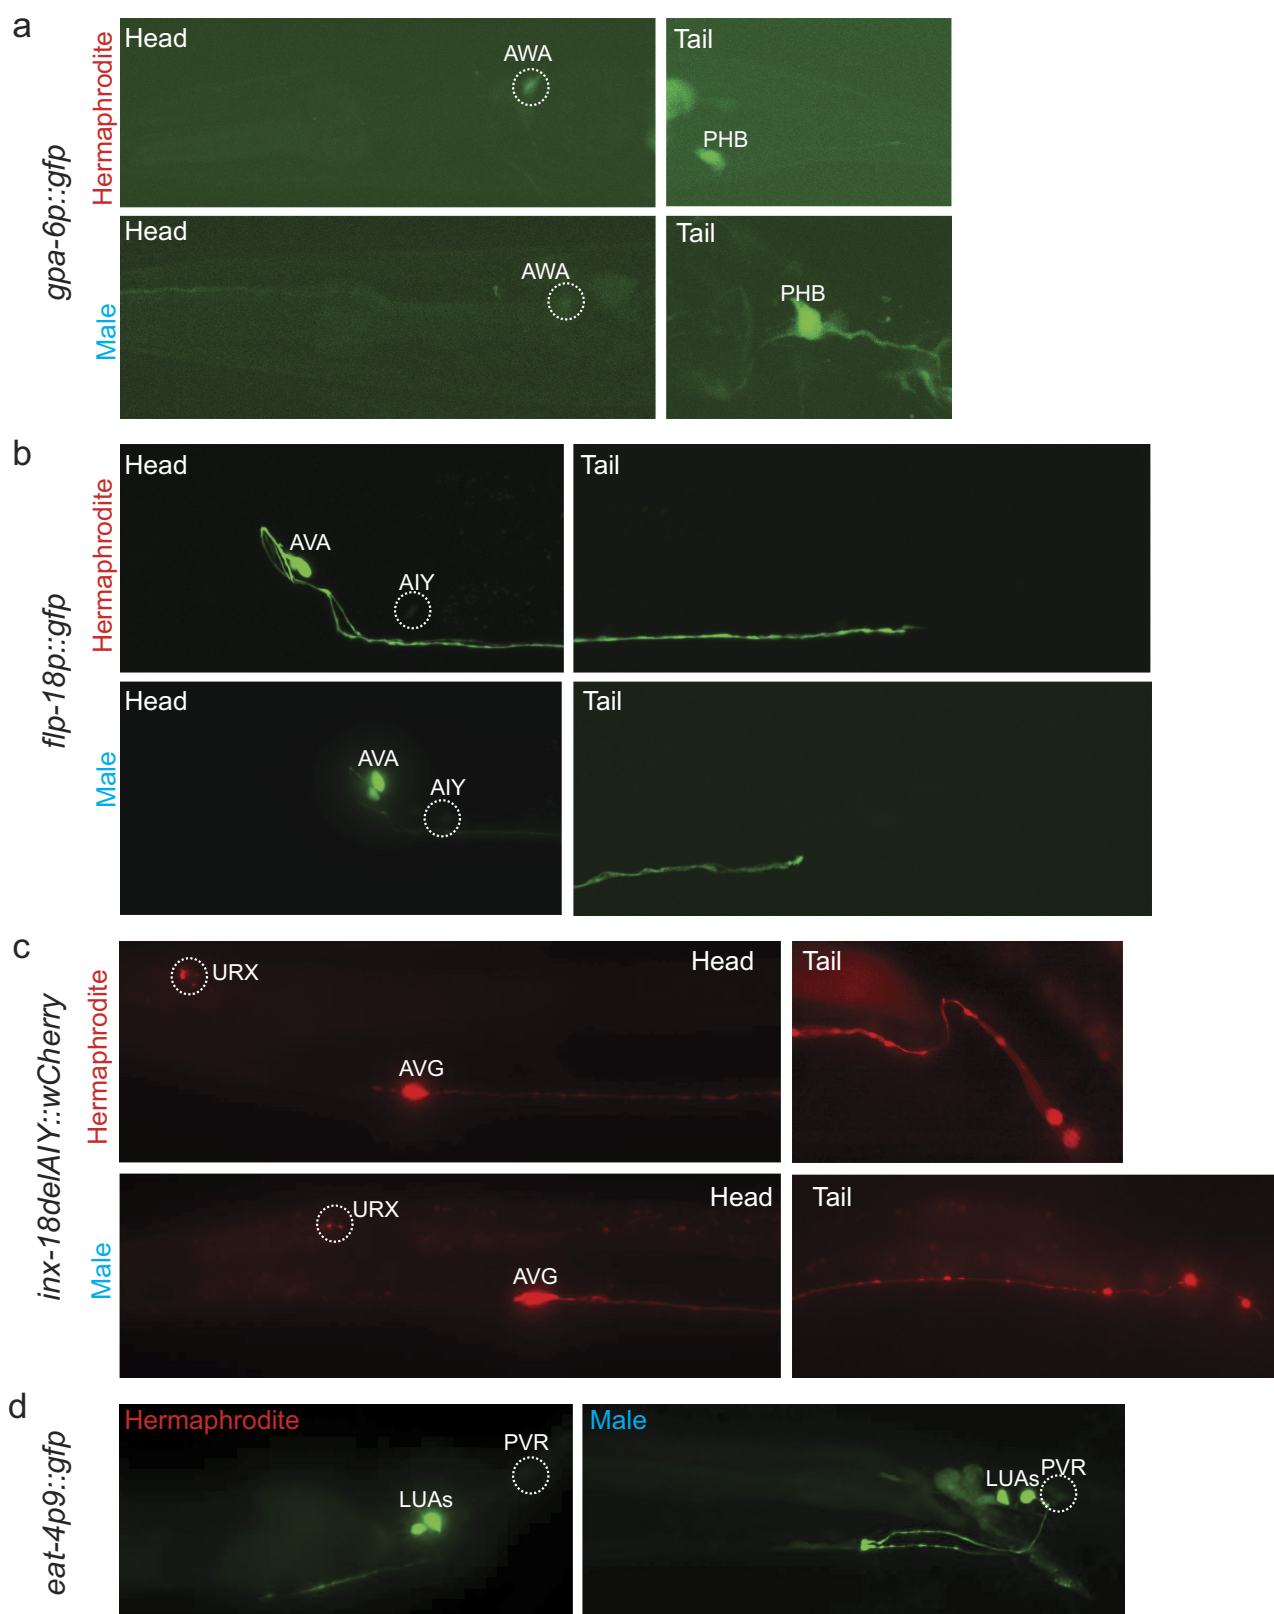 a
gpa-6p::gfp
Hermaphrodite
Head
AWA
Tail
PHB
Male
Head
AWA
Tail
PHB
b
flp-18p::gfp
Hermaphrodite
Head
AVA
AIY
Tail
Male
Head
AVA
AIY
Tail
c
inx-18delAIY::wCherry
Hermaphrodite
URX
Head
AVG
Tail
Male
URX
Head
AVG
Tail
d
eat-4p9::gfp
Hermaphrodite
PVR
LUAs
Male
LUAs
PVR